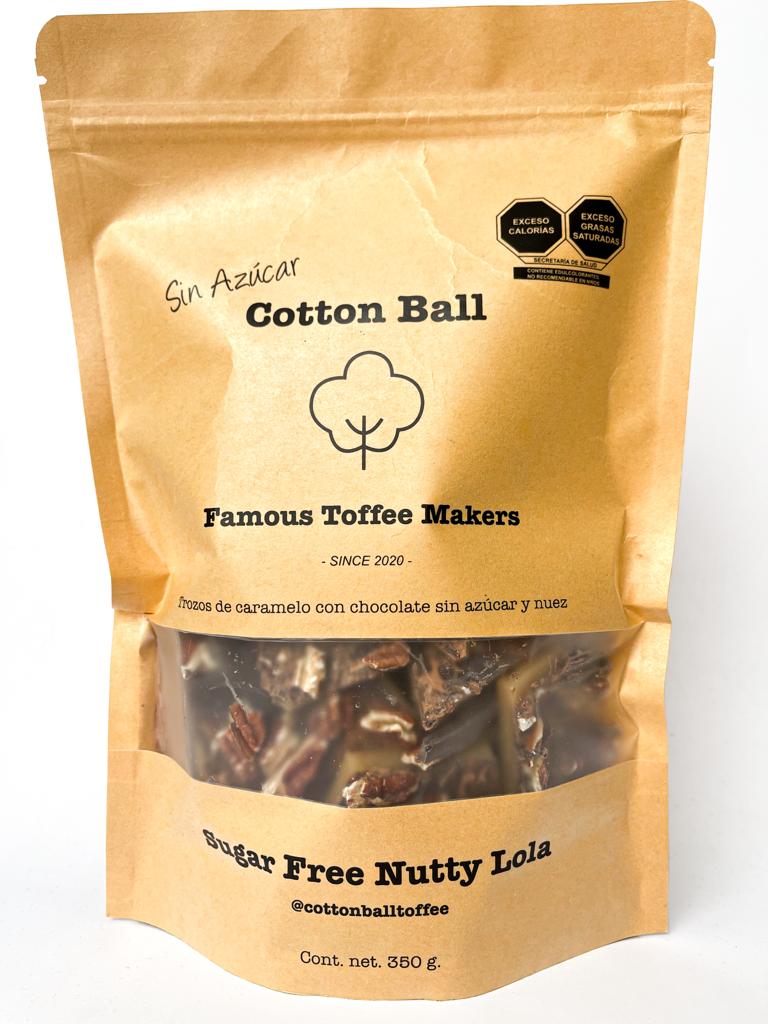 EXCESO
CALORÍAS
EXCESO
GRASAS
SATURADAS
SECRETARÍA DE SALUD
CONTIENE EDULCOLORANTES,
NO RECOMENDABLE EN NIÑOS
Sin Azúcar
Cotton Ball
Famous Toffee Makers
- SINCE 2020 -
Trozos de caramelo con chocolate sin azúcar y nuez
Sugar Free Nutty Lola
@cottonballtoffee
Cont. net. 350 g.